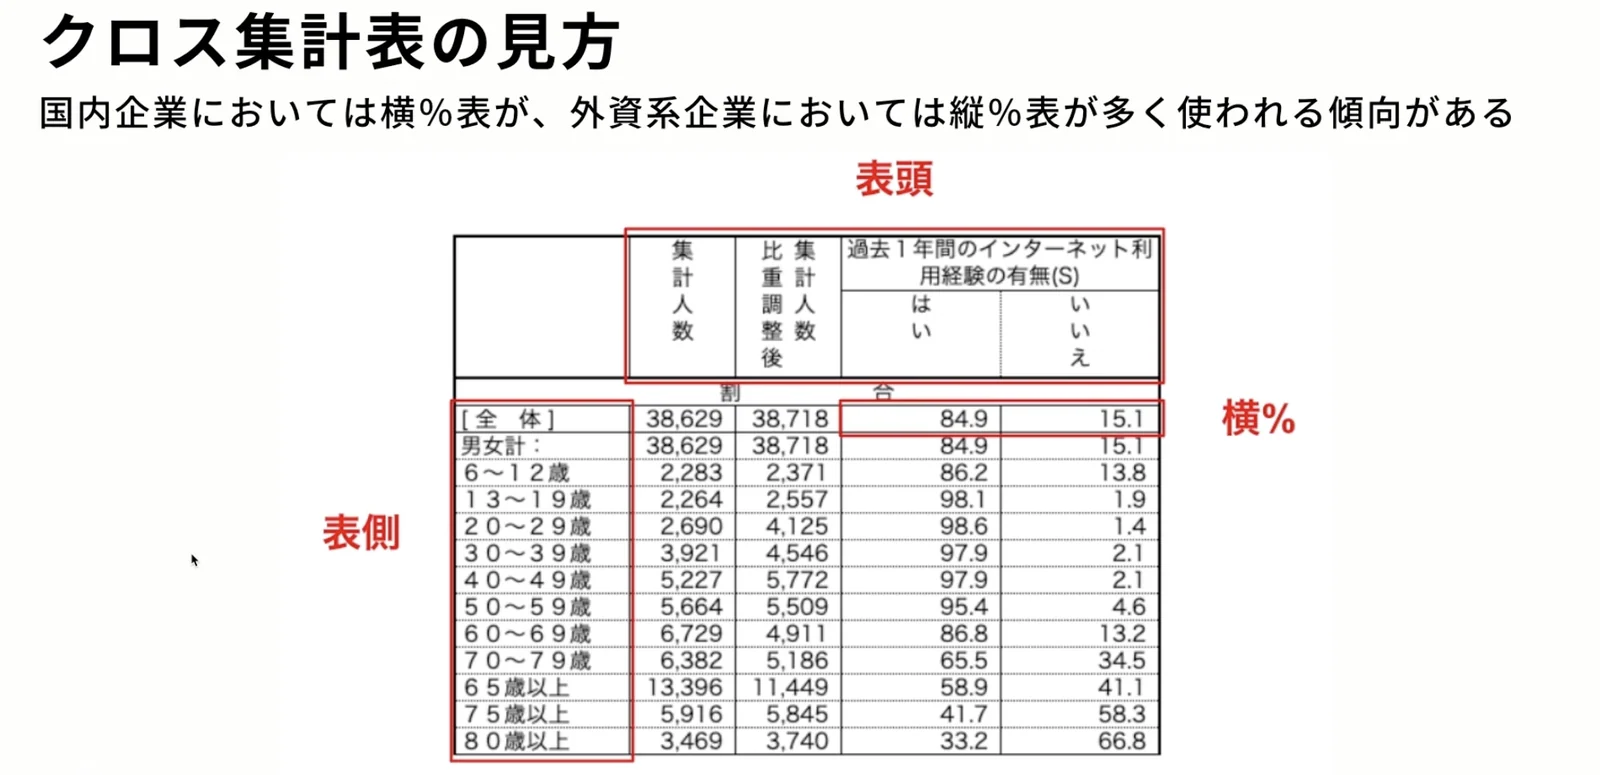 クロス集計表の見方
国内企業においては横%表が、外資系企業においては縦%表が多く使われる傾向がある
表頭
集計人数
集計人数
比重調整後
過去１年間のインターネット利
用経験の有無(S)
はい
いいえ
割 合
[全 体] 38,629 38,718 84.9 15.1
横%
男女計： 38,629 38,718 84.9 15.1
６～１２歳 2,283 2,371 86.2 13.8
１３～１９歳 2,264 2,557 98.1 1.9
表側
２０～２９歳 2,690 4,125 98.6 1.4
３０～３９歳 3,921 4,546 97.9 2.1
４０～４９歳 5,227 5,772 97.9 2.1
５０～５９歳 5,664 5,509 95.4 4.6
６０～６９歳 6,729 4,911 86.8 13.2
７０～７９歳 6,382 5,186 65.5 34.5
６５歳以上 13,396 11,449 58.9 41.1
７５歳以上 5,916 5,845 41.7 58.3
８０歳以上 3,469 3,740 33.2 66.8